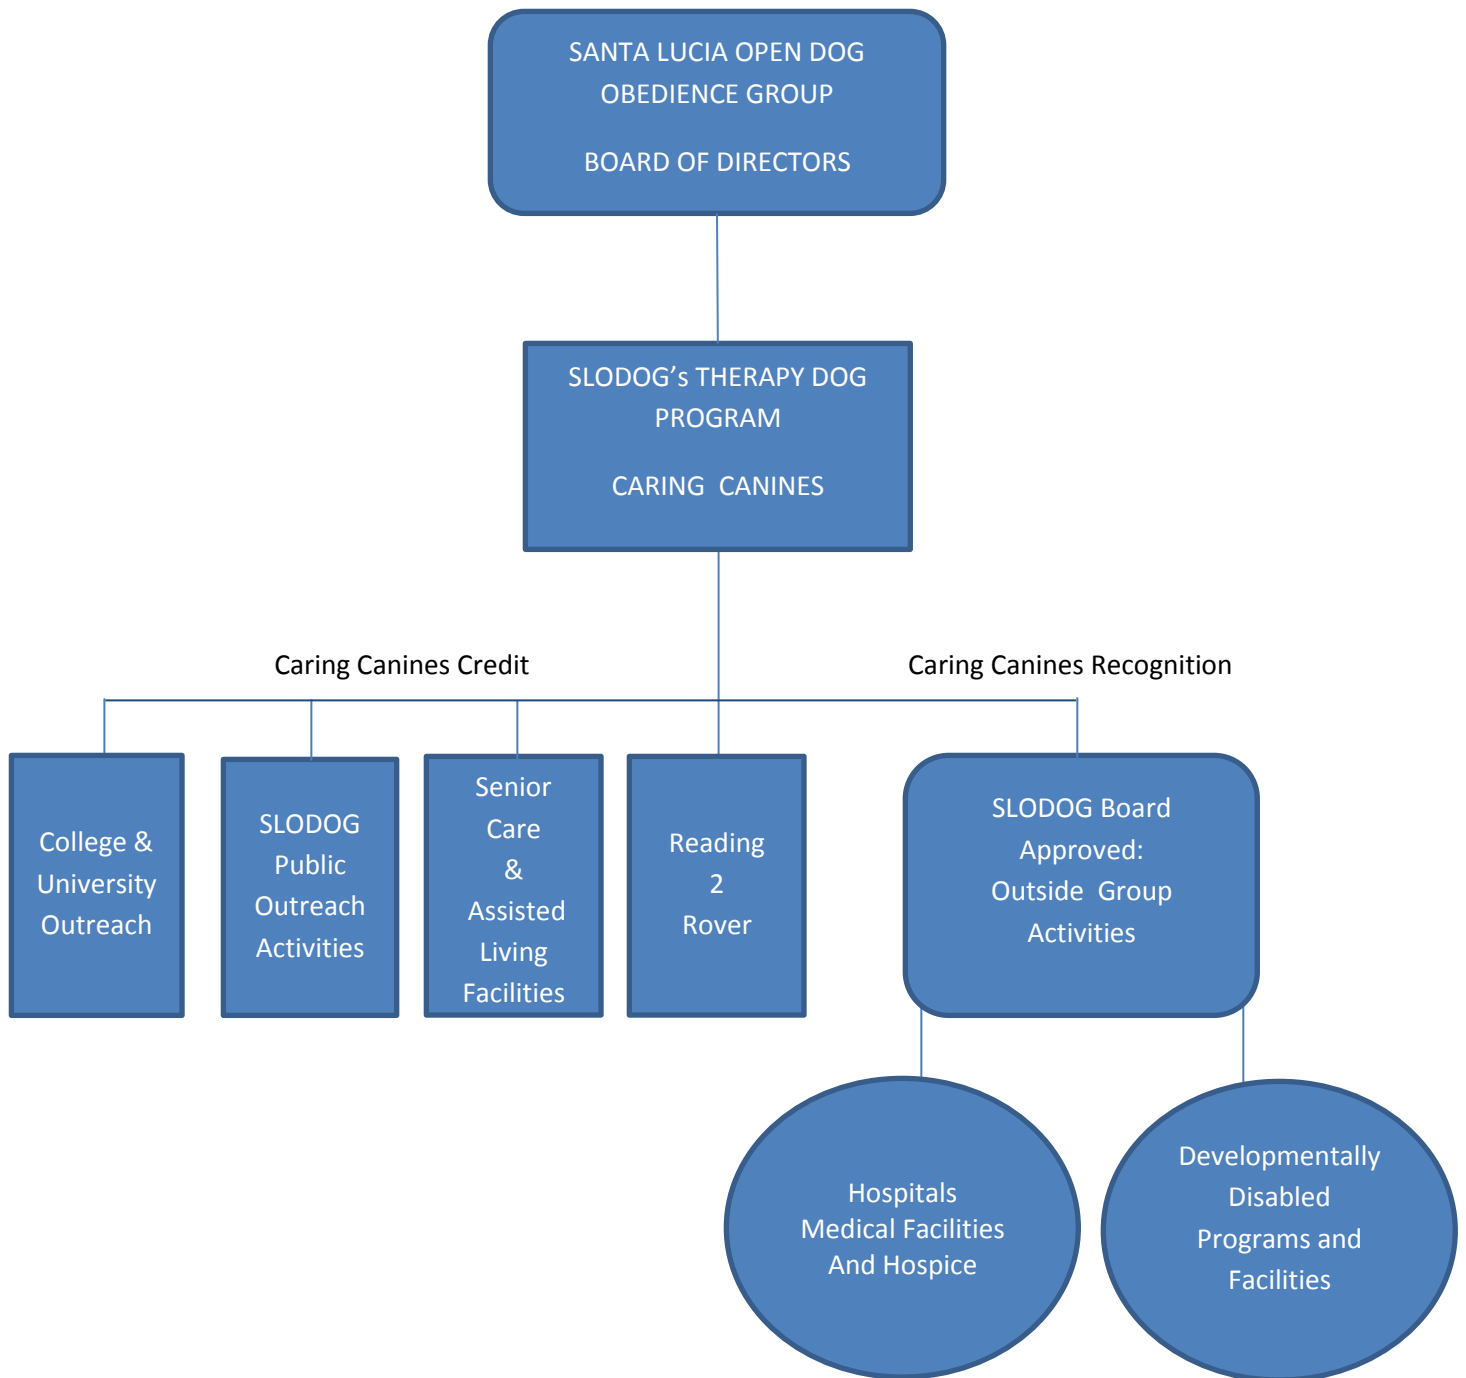 SANTA LUCIA OPEN DOG
OBEDIENCE GROUP
BOARD OF DIRECTORS
SLODOG's THERAPY DOG
PROGRAM
CARING  CANINES
Caring Canines Credit
Caring Canines Recognition
College &
University
Outreach
SLODOG
Public
Outreach
Activities
Senior
Care
&
Assisted
Living
Facilities
Reading
2
Rover
SLODOG Board
Approved:
Outside  Group
Activities
Hospitals
Medical Facilities
And Hospice
Developmentally
Disabled
Programs and
Facilities